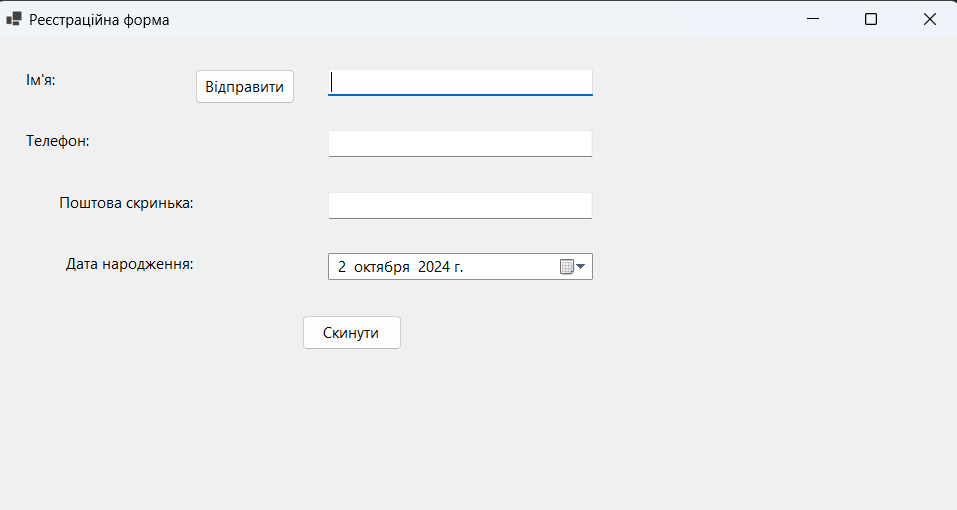 Реєстраційна форма
Ім'я:
Відправити
Телефон:
Поштова скринька:
Дата народження:
2 октября 2024 г.
Скинути